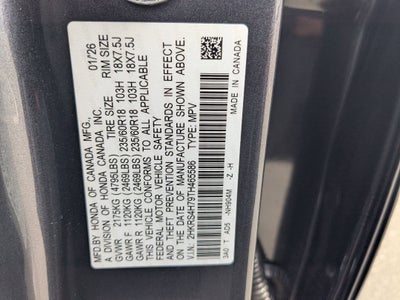 MFD. BY HONDA OF CANADA MFG.
A DIVISION OF HONDA CANADA INC. 01/26
TIRE SIZE RIM SIZE
GVWR 2175KG (4795LBS)
GAWR F 1120KG (2469LBS) 235/60R18 103H 18X7.5J
GAWR R 1120KG (2469LBS) 235/60R18 103H 18X7.5J
THIS VEHICLE CONFORMS TO ALL APPLICABLE
FEDERAL MOTOR VEHICLE SAFETY AND
THEFT PREVENTION STANDARDS IN EFFECT
ON THE DATE OF MANUFACTURE SHOWN ABOVE.
V.I.N.: 2HKRS4H79TH465586 TYPE: MPV
3A0 T AD5 -NH904M -Z -H
MADE IN CANADA